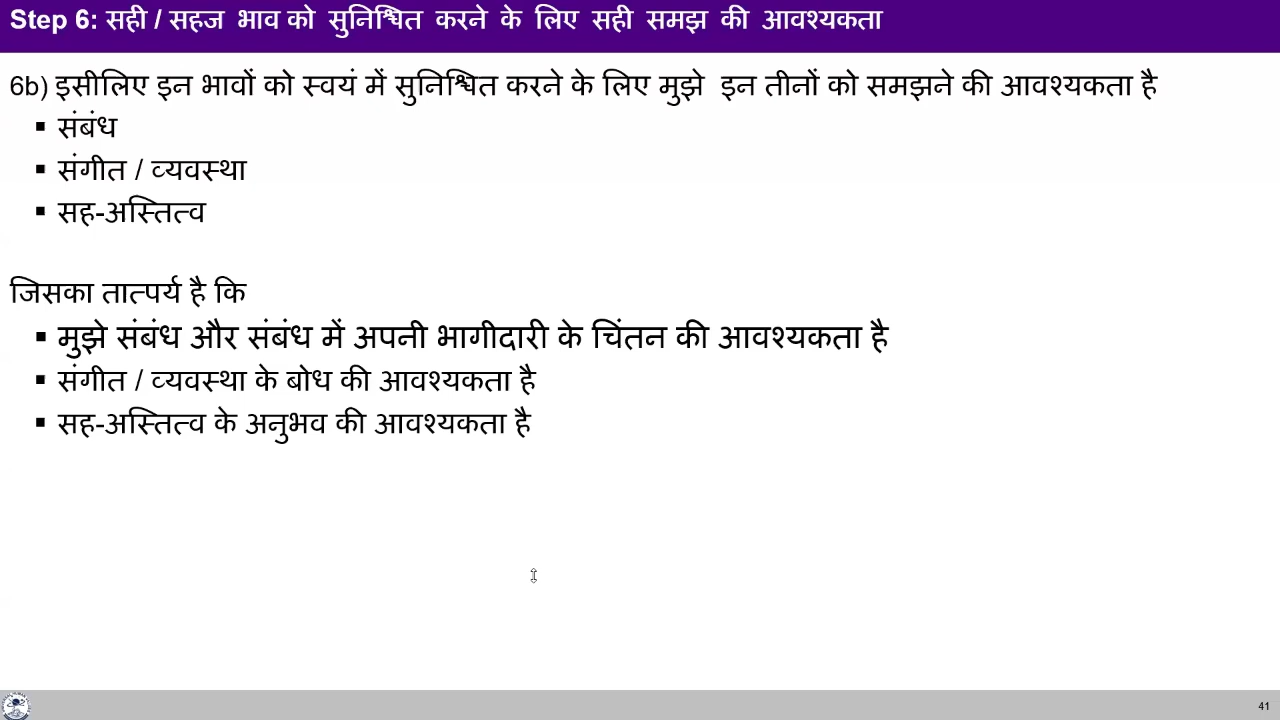 Step 6: सही / सहज भाव को सुनिश्चित करने के लिए सही समझ की आवश्यकता
6b) इसीलिए इन भावों को स्वयं में सुनिश्चित करने के लिए मुझे इन तीनों को समझने की आवश्यकता है
▪ संबंध
▪ संगीत / व्यवस्था
▪ सह-अस्तित्व
जिसका तात्पर्य है कि
▪ मुझे संबंध और संबंध में अपनी भागीदारी के चिंतन की आवश्यकता है
▪ संगीत / व्यवस्था के बोध की आवश्यकता है
▪ सह-अस्तित्व के अनुभव की आवश्यकता है
41